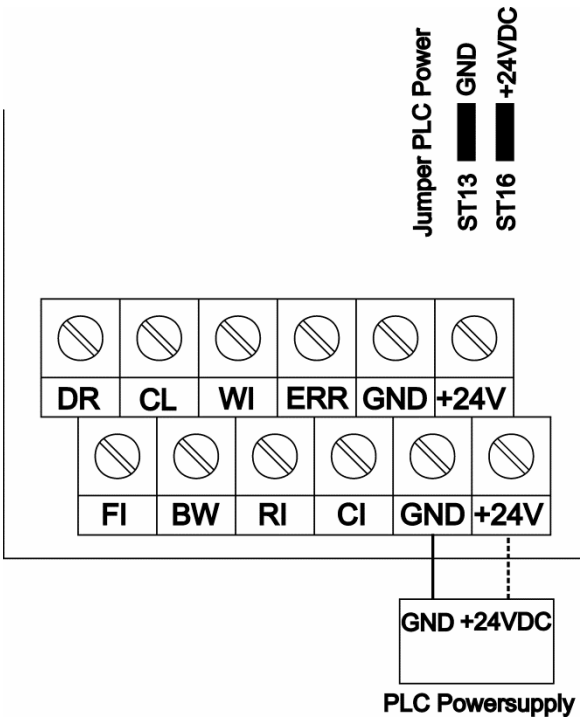 Jumper PLC Power
ST13 GND
ST16 +24VDC
DR CL WI ERR GND +24V
FI BW RI CI GND +24V
GND +24VDC
PLC Powersupply